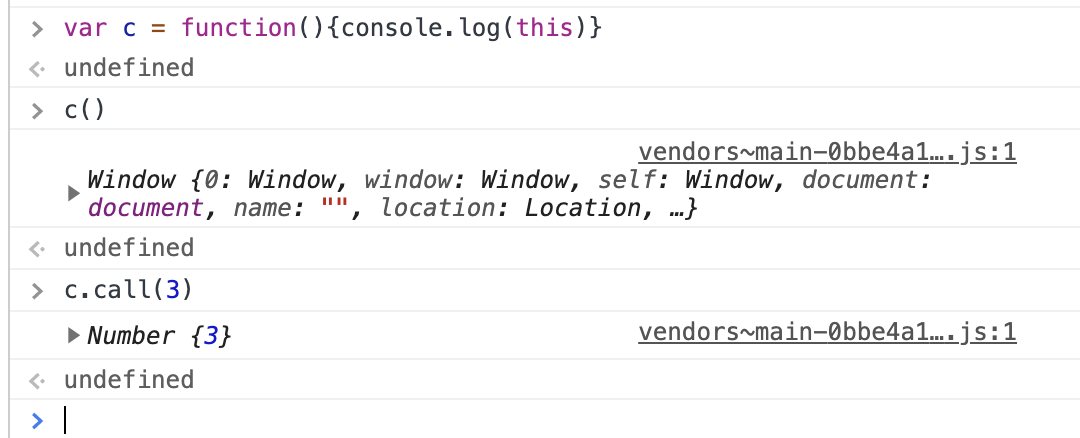 var c = function(){console.log(this)}
undefined
c()
vendors~main-0bbe4a1….js:1
Window {0: Window, window: Window, self: Window, document:
document, name: "", location: Location, …}
undefined
c.call(3)
Number {3}
vendors~main-0bbe4a1….js:1
undefined